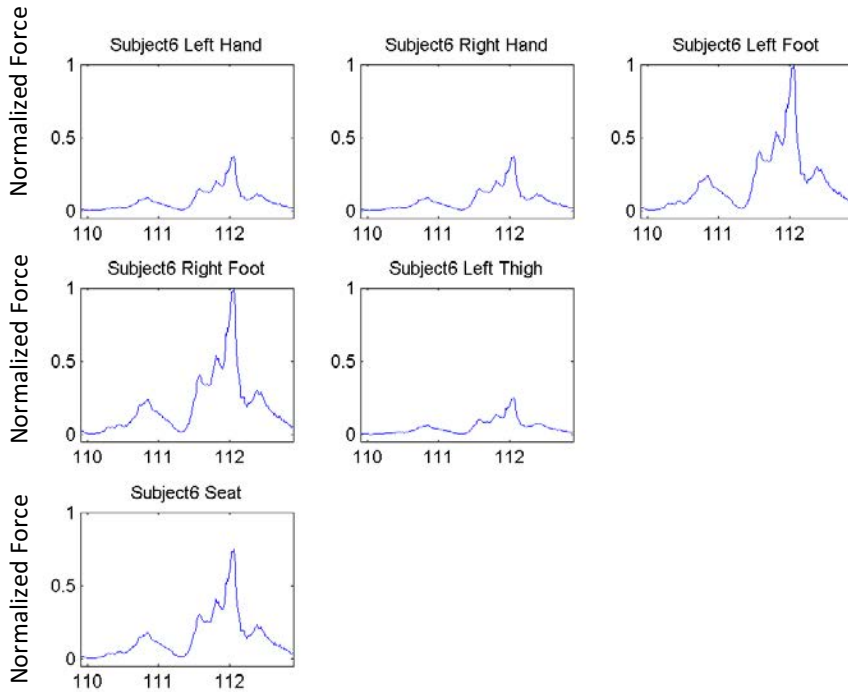 Subject6 Left Hand
Normalized Force
1
0.5
0
110 111 112
Subject6 Right Hand
1
0.5
0
110 111 112
Subject6 Left Foot
1
0.5
0
110 111 112
Subject6 Right Foot
Normalized Force
1
0.5
0
110 111 112
Subject6 Left Thigh
1
0.5
0
110 111 112
Subject6 Seat
Normalized Force
1
0.5
0
110 111 112